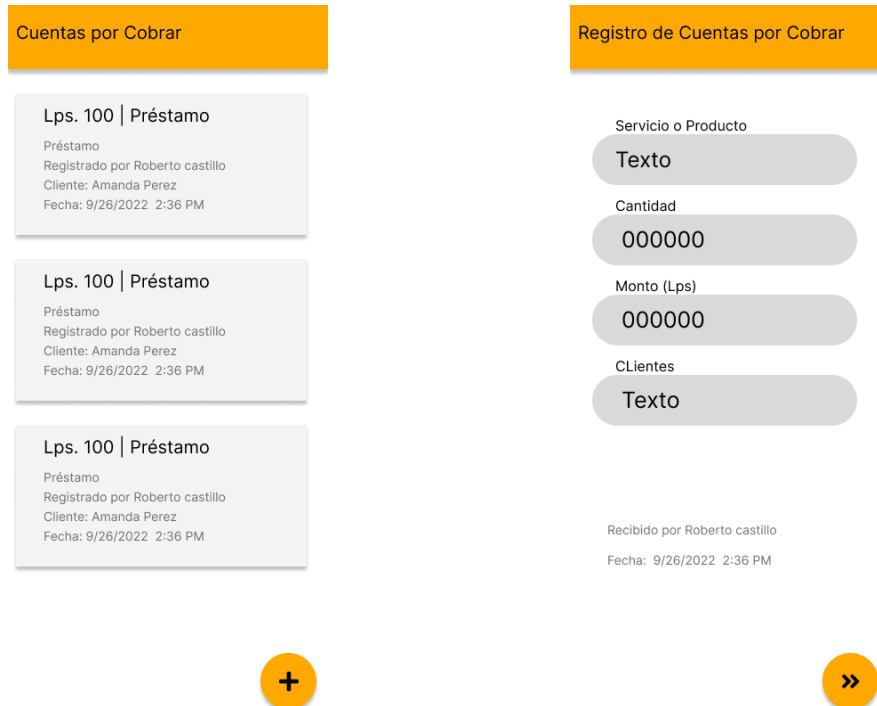 Cuentas por Cobrar
Lps. 100 | Préstamo
Préstamo
Registrado por Roberto castillo
Cliente: Amanda Perez
Fecha: 9/26/2022 2:36 PM
Lps. 100 | Préstamo
Préstamo
Registrado por Roberto castillo
Cliente: Amanda Perez
Fecha: 9/26/2022 2:36 PM
Lps. 100 | Préstamo
Préstamo
Registrado por Roberto castillo
Cliente: Amanda Perez
Fecha: 9/26/2022 2:36 PM
Registro de Cuentas por Cobrar
Servicio o Producto
Texto
Cantidad
000000
Monto (Lps)
000000
CLientes
Texto
Recibido por Roberto castillo
Fecha: 9/26/2022 2:36 PM